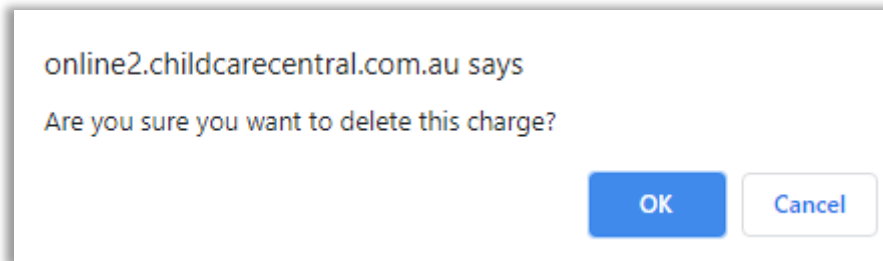 online2.childcarecentral.com.au says
Are you sure you want to delete this charge?
OK Cancel